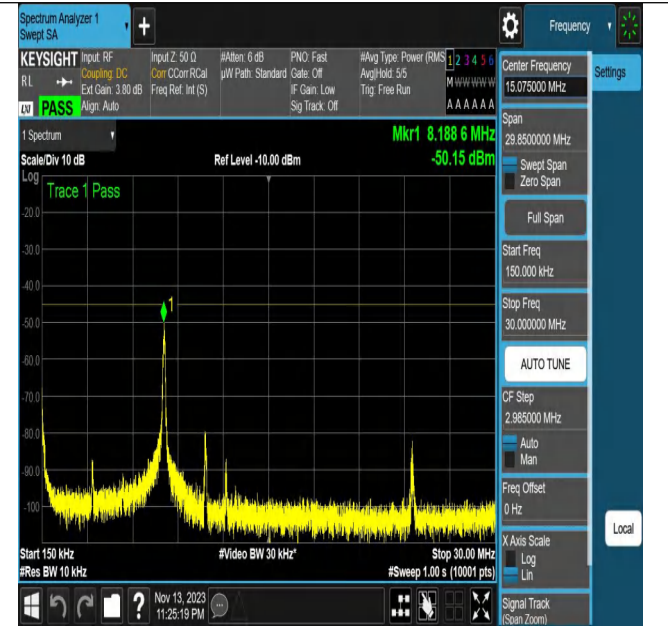 Spectrum Analyzer 1
Swept SA
+
Frequency
KEYSIGHT
RL
PASS
Input: RF
Coupling: DC
Ext Gain: 3.80 dB
Align: Auto
Input Z: 50 Ω
Corr CCorr RCal
Freq Ref: Int (S)
#Atten: 6 dB
µW Path: Standard
PNO: Fast
Gate: Off
IF Gain: Low
Sig Track: Off
#Avg Type: Power (RMS
Avg|Hold: 5/5
Trig: Free Run
1 2 3 4 5 6
M W W W W W
A A A A A A
1 Spectrum
Scale/Div 10 dB
Ref Level -10.00 dBm
Mkr1 8.188 6 MHz
-50.15 dBm
Log
Trace 1 Pass
-20.0
-30.0
-40.0
-50.0
-60.0
-70.0
-80.0
-90.0
-100
1
Start 150 kHz
#Video BW 30 kHz*
Stop 30.00 MHz
#Res BW 10 kHz
#Sweep 1.00 s (10001 pts)
?
Nov 13, 2023
11:25:19 PM
Center Frequency
15.075000 MHz
Settings
Span
29.8500000 MHz
Swept Span
Zero Span
Full Span
Start Freq
150.000 kHz
Stop Freq
30.000000 MHz
AUTO TUNE
CF Step
2.985000 MHz
Auto
Man
Freq Offset
0 Hz
Local
X Axis Scale
Log
Lin
Signal Track
(Span Zoom)